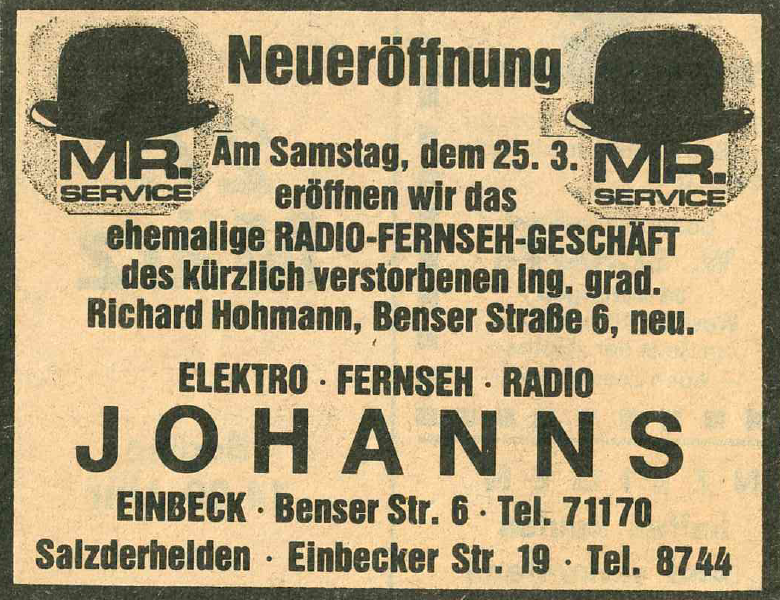 Neueröffnung
MR.
SERVICE
MR.
SERVICE
Am Samstag, dem 25. 3.
eröffnen wir das
ehemalige RADIO-FERNSEH-GESCHÄFT
des kürzlich verstorbenen Ing. grad.
Richard Hohmann, Benser Straße 6, neu.
ELEKTRO · FERNSEH · RADIO
JOHANNS
EINBECK · Benser Str. 6 · Tel. 71170
Salzderhelden · Einbecker Str. 19 · Tel. 8744